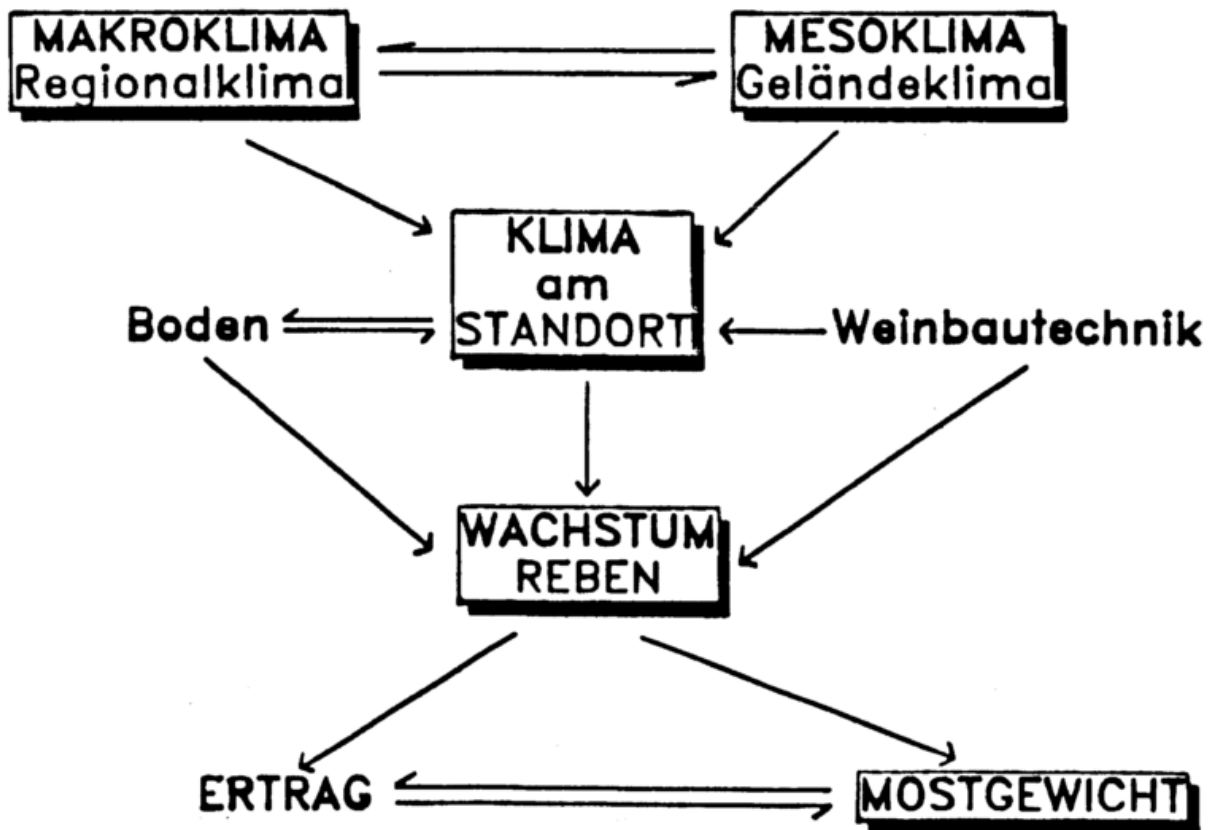 MAKROKLIMA
Regionalklima
MESOKLIMA
Geländeklima
KLIMA
am
STANDORT
Boden
Weinbautechnik
WACHSTUM
REBEN
ERTRAG
MOSTGEWICHT